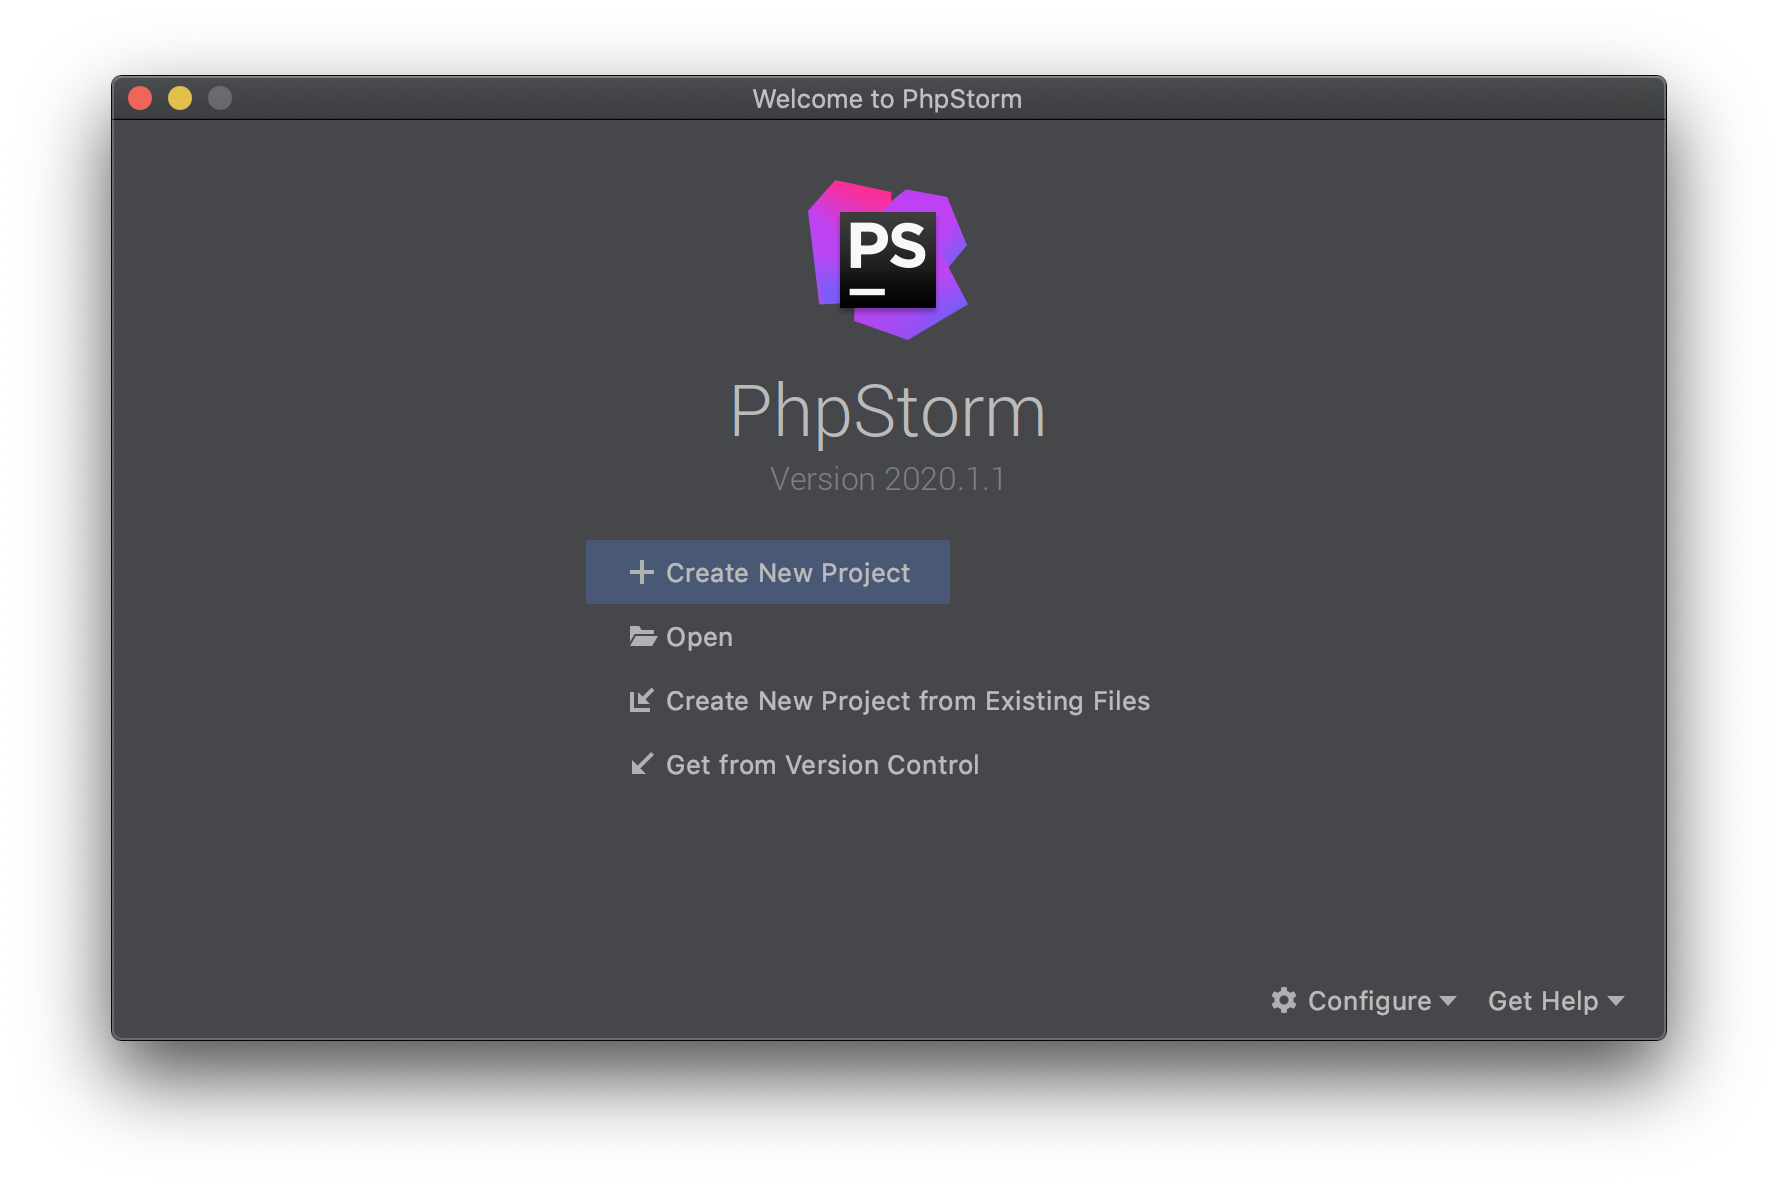 Welcome to PhpStorm
PS
PhpStorm
Version 2020.1.1
Create New Project
Open
Create New Project from Existing Files
Get from Version Control
Configure Get Help